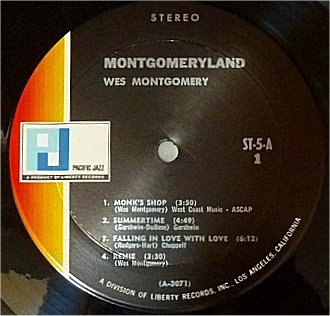 STEREO
MONTGOMERYLAND
WES MONTGOMERY
PACIFIC JAZZ
A PRODUCT OF LIBERTY RECORDS
ST-5-A
1
1. MONK'S SHOP (3:50)
(Wes Montgomery) West Coast Music - ASCAP
2. SUMMERTIME (4:49)
(Gershwin-DuBose) Gershwin
3. FALLING IN LOVE WITH LOVE (6:12)
(Rodgers-Hart) Chappell
4. RENIE (3:30)
(Wes Montgomery)
(A-3071)
A DIVISION OF LIBERTY RECORDS, INC., LOS ANGELES, CALIFORNIA